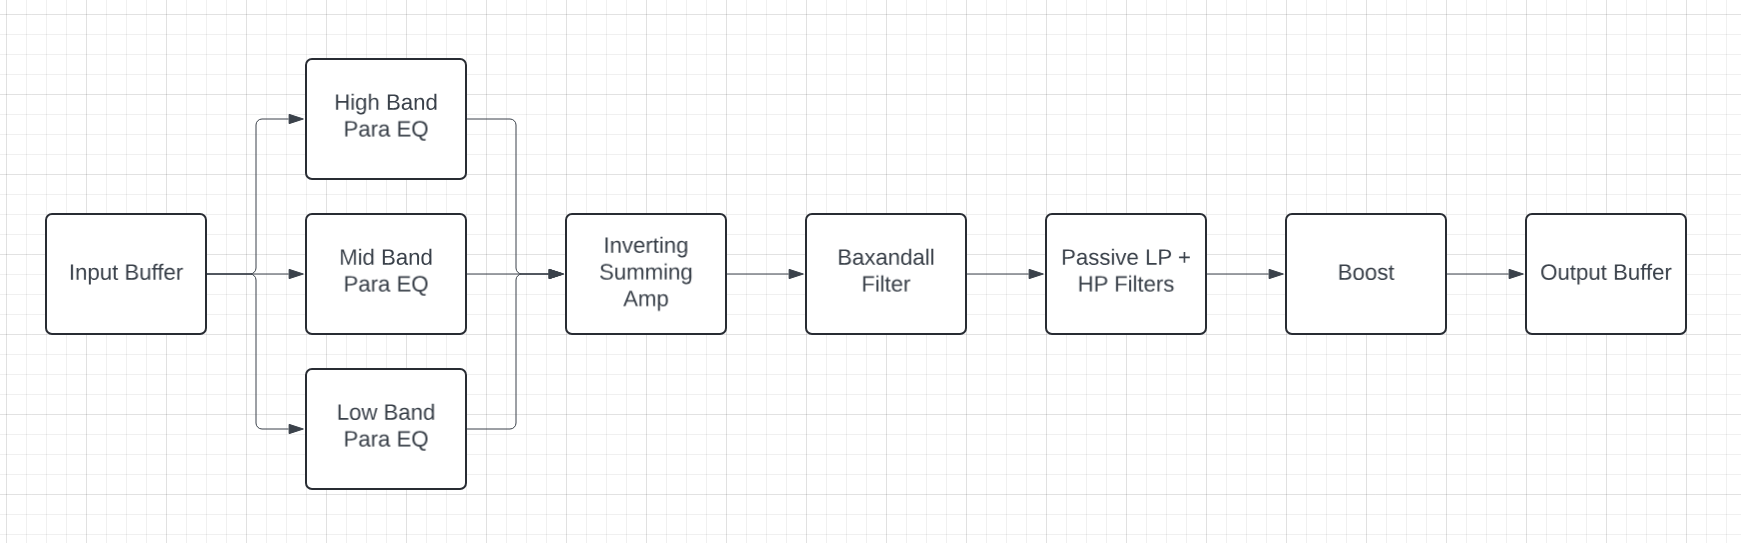 Input Buffer
High Band
Para EQ
Mid Band
Para EQ
Low Band
Para EQ
Inverting
Summing
Amp
Baxandall
Filter
Passive LP +
HP Filters
Boost
Output Buffer